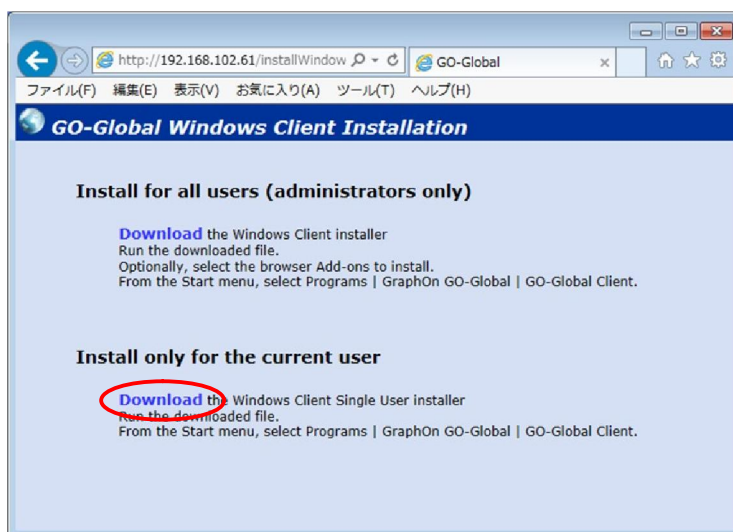 http://192.168.102.61/installWindow
GO-Global
ファイル(F) 編集(E) 表示(V) お気に入り(A) ツール(T) ヘルプ(H)
GO-Global Windows Client Installation
Install for all users (administrators only)
Download the Windows Client installer
Run the downloaded file.
Optionally, select the browser Add-ons to install.
From the Start menu, select Programs | GraphOn GO-Global | GO-Global Client.
Install only for the current user
Download the Windows Client Single User installer
Run the downloaded file.
From the Start menu, select Programs | GraphOn GO-Global | GO-Global Client.